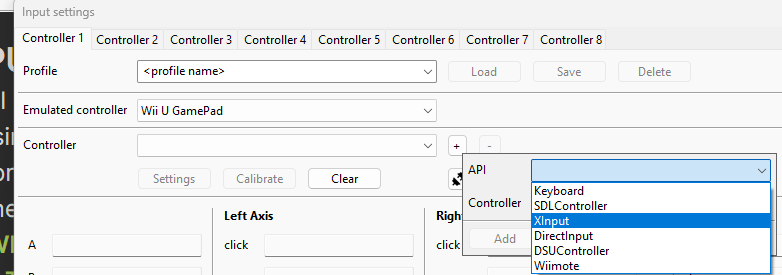 Input settings
Controller 1 Controller 2 Controller 3 Controller 4 Controller 5 Controller 6 Controller 7 Controller 8
Profile <profile name> Load Save Delete
Emulated controller Wii U GamePad
Controller + -
API
Settings Calibrate Clear
Keyboard
SDLController
Controller
XInput
Left Axis
DirectInput
A click click Add
DSUController
Wiimote